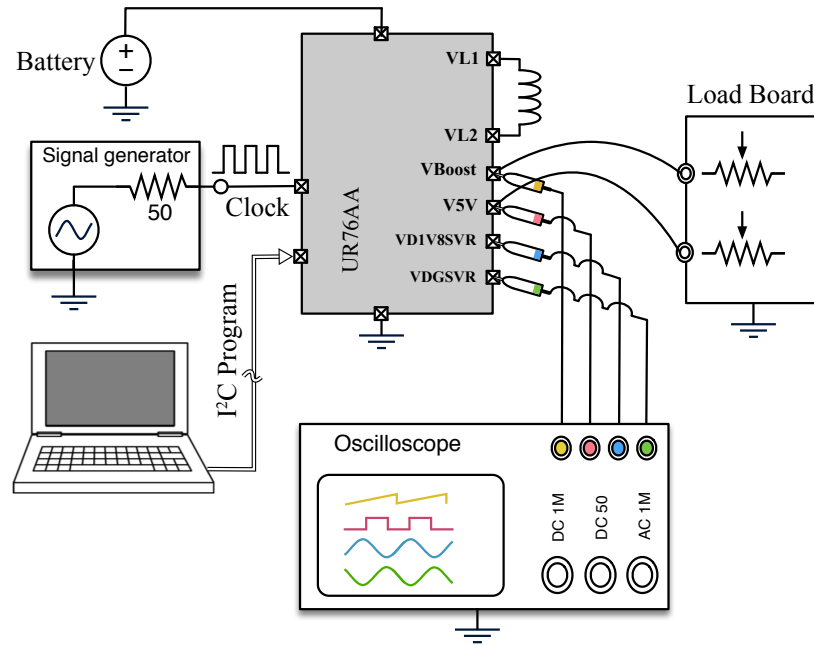 Battery
+
−
Signal generator
50
Clock
I²C Program
UR76AA
VL1
VL2
VBoost
V5V
VD1V8SVR
VDGSVR
Load Board
Oscilloscope
DC 1M
DC 50
AC 1M